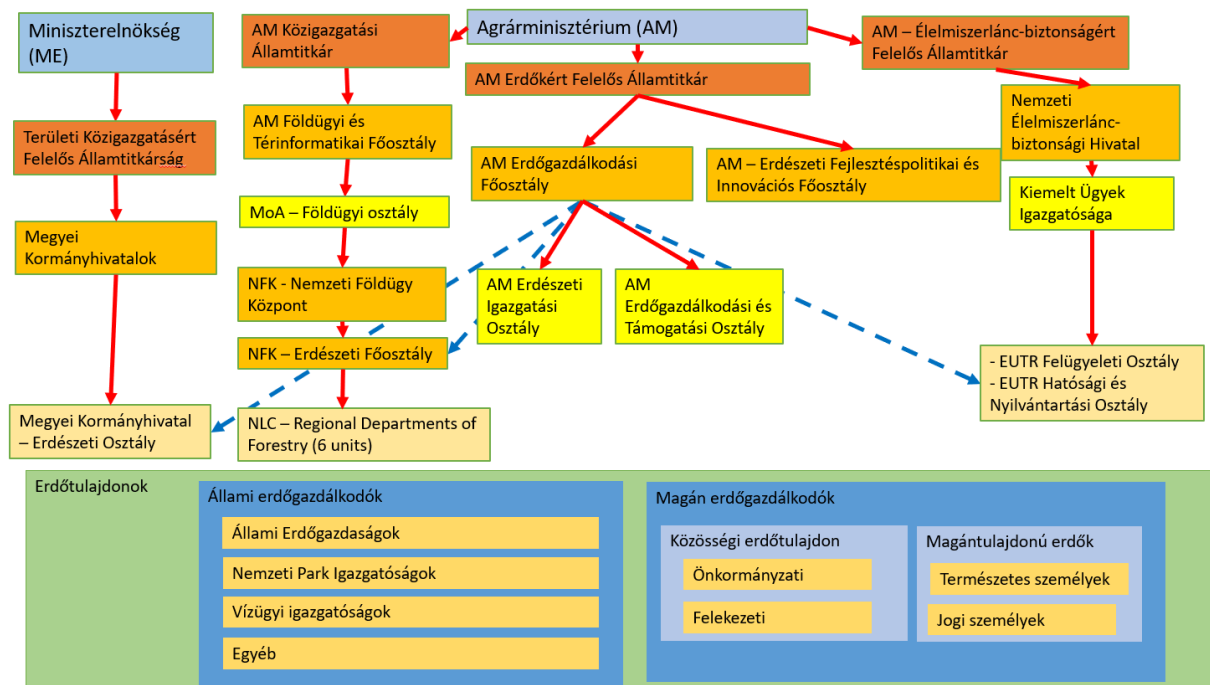 Miniszterelnökség
(ME)
Területi Közigazgatásért
Felelős Államtitkárság
Megyei
Kormányhivatalok
Megyei Kormányhivatal
– Erdészeti Osztály
AM Közigazgatási
Államtitkár
AM Földügyi és
Térinformatikai Főosztály
MoA – Földügyi osztály
NFK - Nemzeti Földügy
Központ
NFK – Erdészeti Főosztály
NLC – Regional Departments of
Forestry (6 units)
Agrárminisztérium (AM)
AM Erdőkért Felelős Államtitkár
AM Erdőgazdálkodási
Főosztály
AM – Erdészeti Fejlesztéspolitikai és
Innovációs Főosztály
AM Erdészeti
Igazgatási
Osztály
AM
Erdőgazdálkodási és
Támogatási Osztály
AM – Élelmiszerlánc-biztonságért
Felelős Államtitkár
Nemzeti
Élelmiszerlánc-
biztonsági Hivatal
Kiemelt Ügyek
Igazgatósága
- EUTR Felügyeleti Osztály
- EUTR Hatósági és
Nyilvántartási Osztály
Erdőtulajdonok
Állami erdőgazdálkodók
Állami Erdőgazdaságok
Nemzeti Park Igazgatóságok
Vízügyi igazgatóságok
Egyéb
Magán erdőgazdálkodók
Közösségi erdőtulajdon
Önkormányzati
Felekezeti
Magántulajdonú erdők
Természetes személyek
Jogi személyek